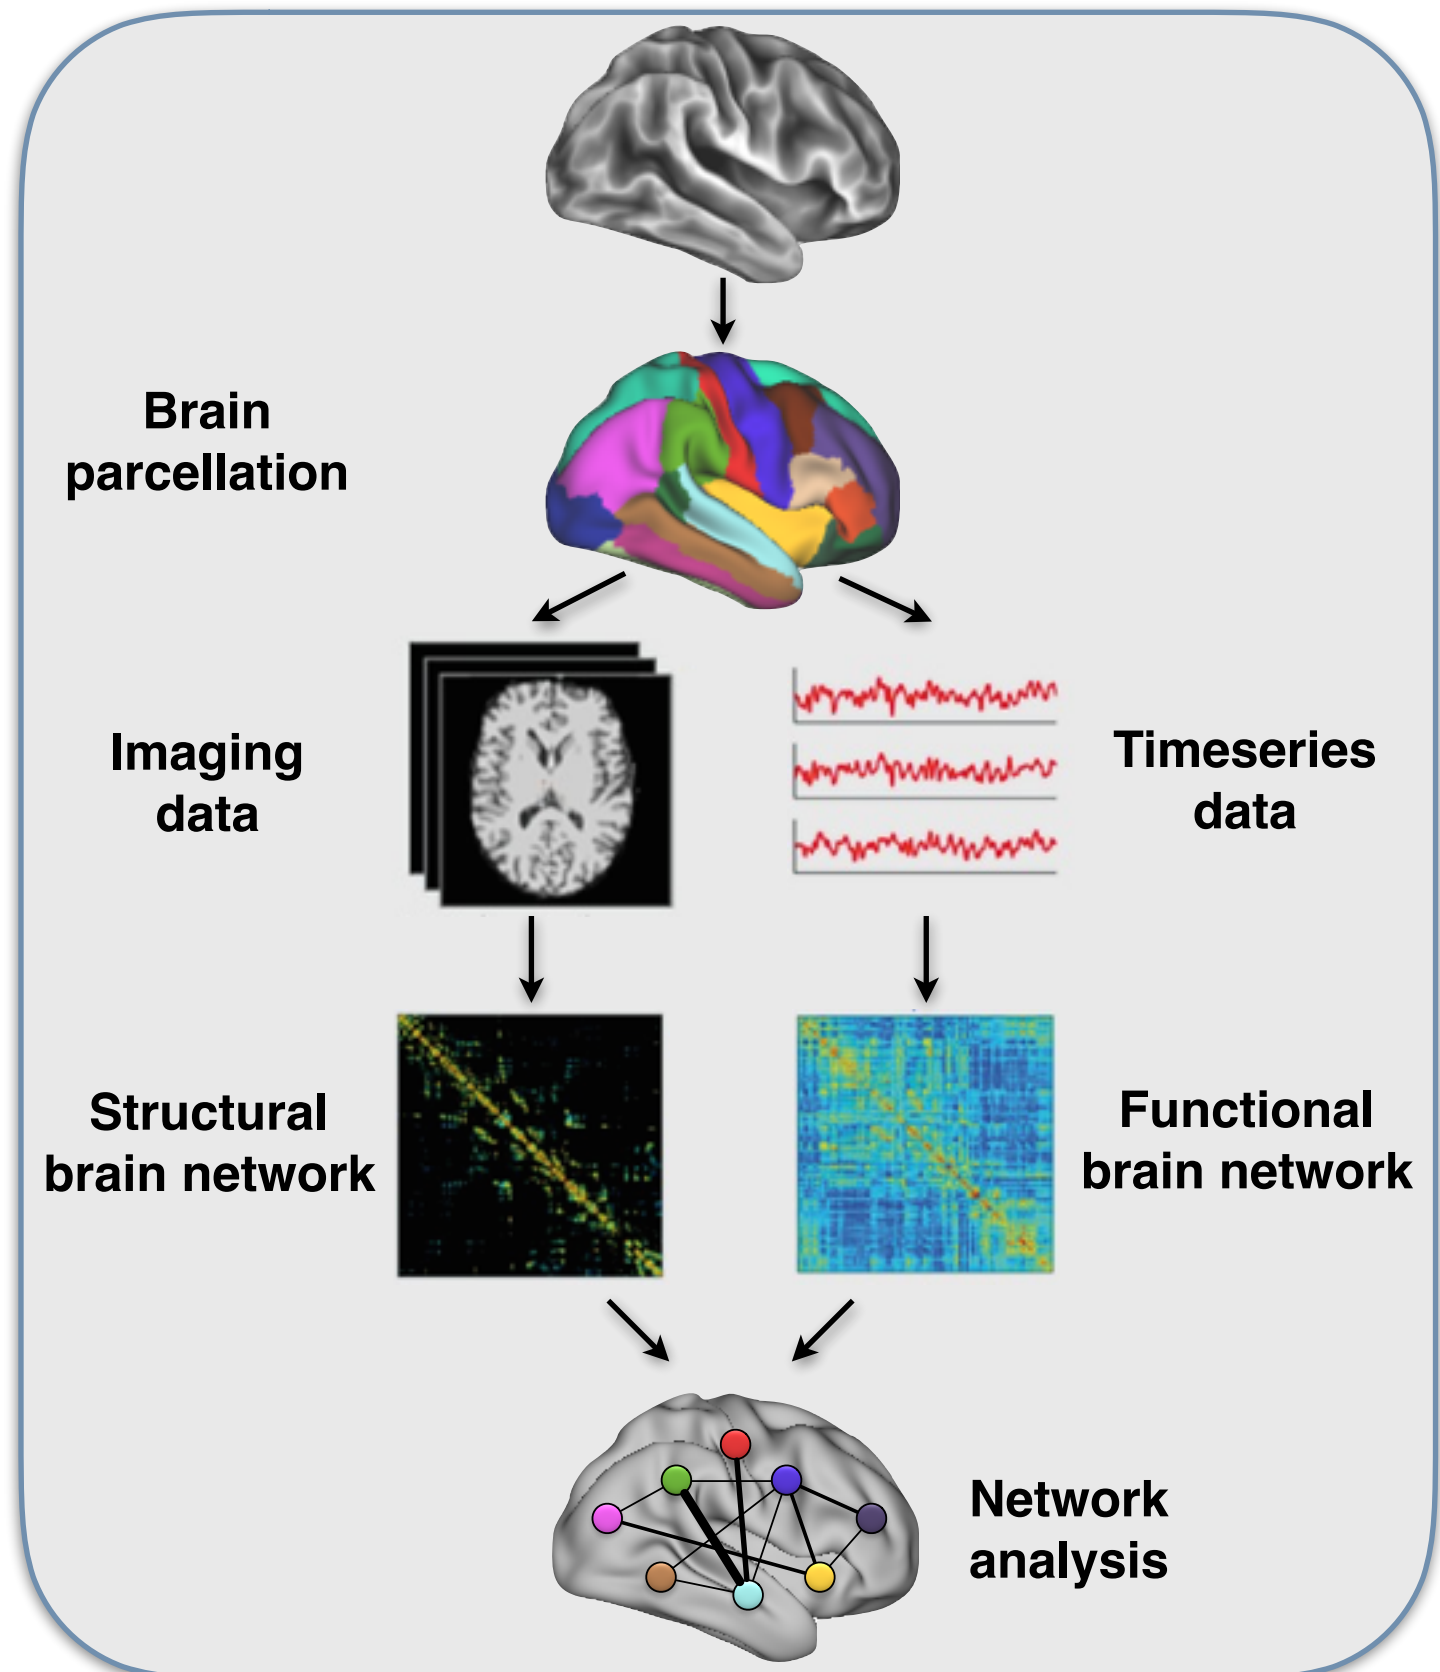 Brain
parcellation
Imaging
data
Timeseries
data
Structural
brain network
Functional
brain network
Network
analysis